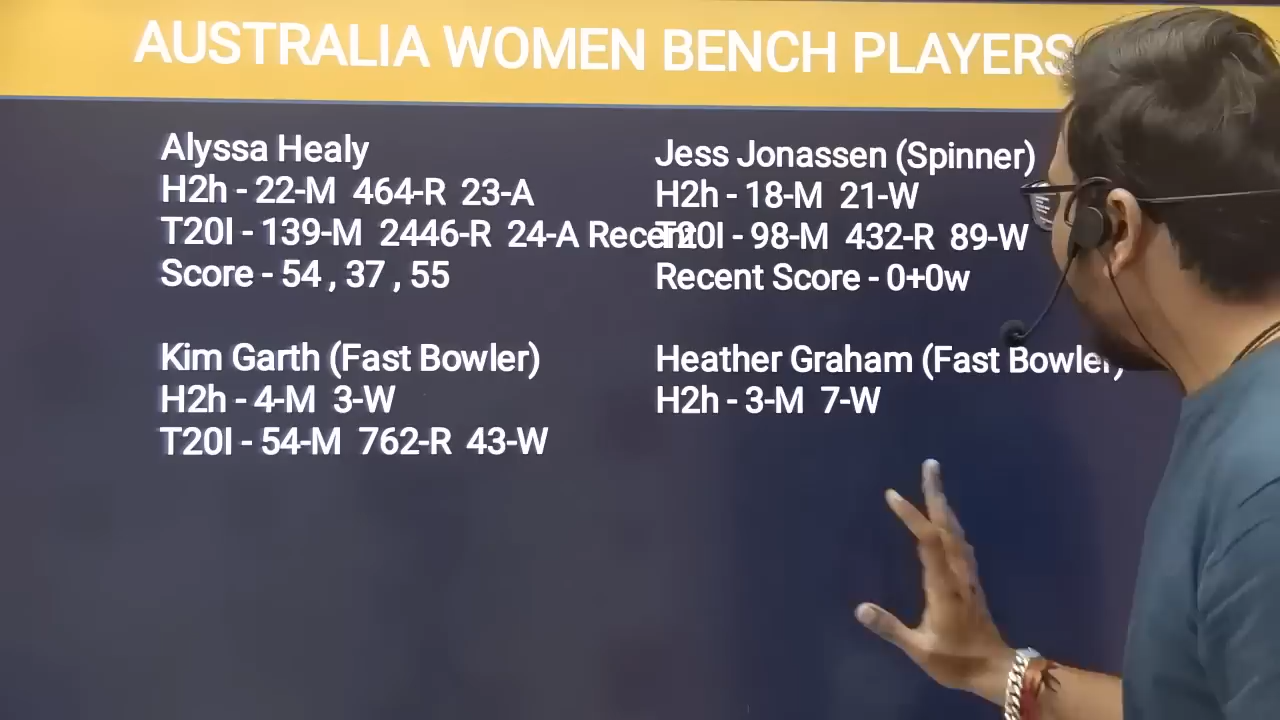 AUSTRALIA WOMEN BENCH PLAYERS
Alyssa Healy
H2h - 22-M 464-R 23-A
T20I - 139-M 2446-R 24-A Recent
Score - 54 , 37 , 55
Jess Jonassen (Spinner)
H2h - 18-M 21-W
T20I - 98-M 432-R 89-W
Recent Score - 0+0w
Kim Garth (Fast Bowler)
H2h - 4-M 3-W
T20I - 54-M 762-R 43-W
Heather Graham (Fast Bowler)
H2h - 3-M 7-W